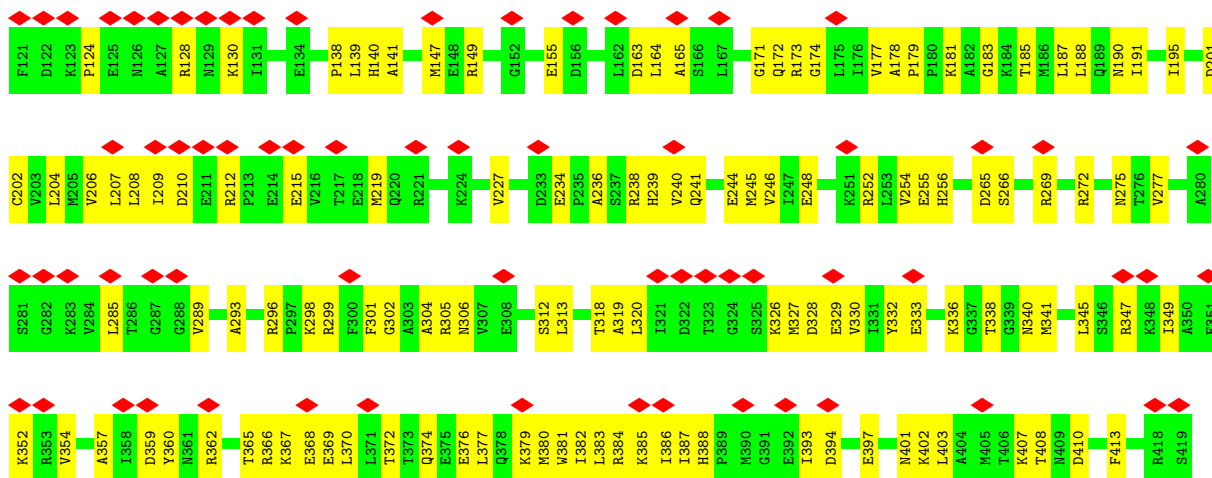 F121 D122 K123 P124 E125 N126 A127 R128 N129 K130 I131 E134 P138 L139 H140 A141 M147 E148 R149 G152 E155 D156 L162 D163 L164 A165 S166 L167 G171 Q172 R173 G174 L175 I176 V177 A178 P179 P180 K181 A182 G183 K184 T185 M186 L187 L188 Q189 N190 I191 I195 D201
C202 V203 L204 M205 V206 L207 L208 I209 D210 E211 R212 P213 E214 E215 V216 T217 E218 M219 Q220 R221 K224 V227 D233 E234 P235 A236 S237 R238 H239 V240 Q241 E244 M245 V246 I247 E248 K251 R252 L253 V254 E255 H256 D265 S266 R269 R272 N275 T276 V277 A280
S281 G282 K283 V284 L285 T286 G287 G288 V289 A293 R296 P297 K298 R299 F300 F301 G302 A303 A304 R305 N306 V307 E308 S312 L313 T318 A319 L320 I321 D322 T323 G324 S325 K326 M327 D328 E329 V330 I331 Y332 E333 K336 G337 T338 G339 N340 M341 L345 S346 R347 K348 I349 A350 E351
K352 R353 V354 A357 I358 D359 Y360 N361 R362 T365 R366 K367 E368 E369 L370 L371 T372 T373 Q374 E375 E376 L377 Q378 K379 M380 W381 I382 L383 R384 K385 I386 I387 H388 P389 M390 G391 E392 I393 D394 E397 N401 K402 L403 A404 M405 T406 K407 T408 N409 D410 F413 R418 S419